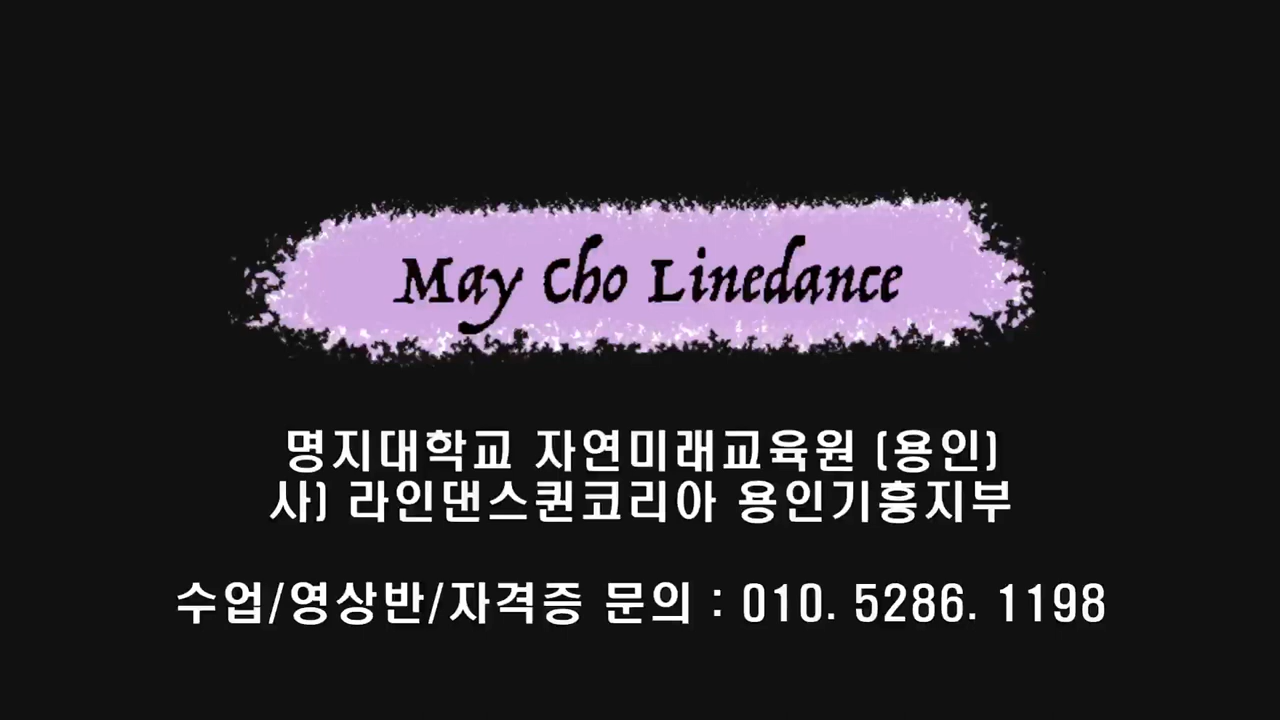 May Cho Linedance
명지대학교 자연미래교육원 (용인)
사) 라인댄스퀸코리아 용인기흥지부
수업/영상반/자격증 문의 : 010. 5286. 1198